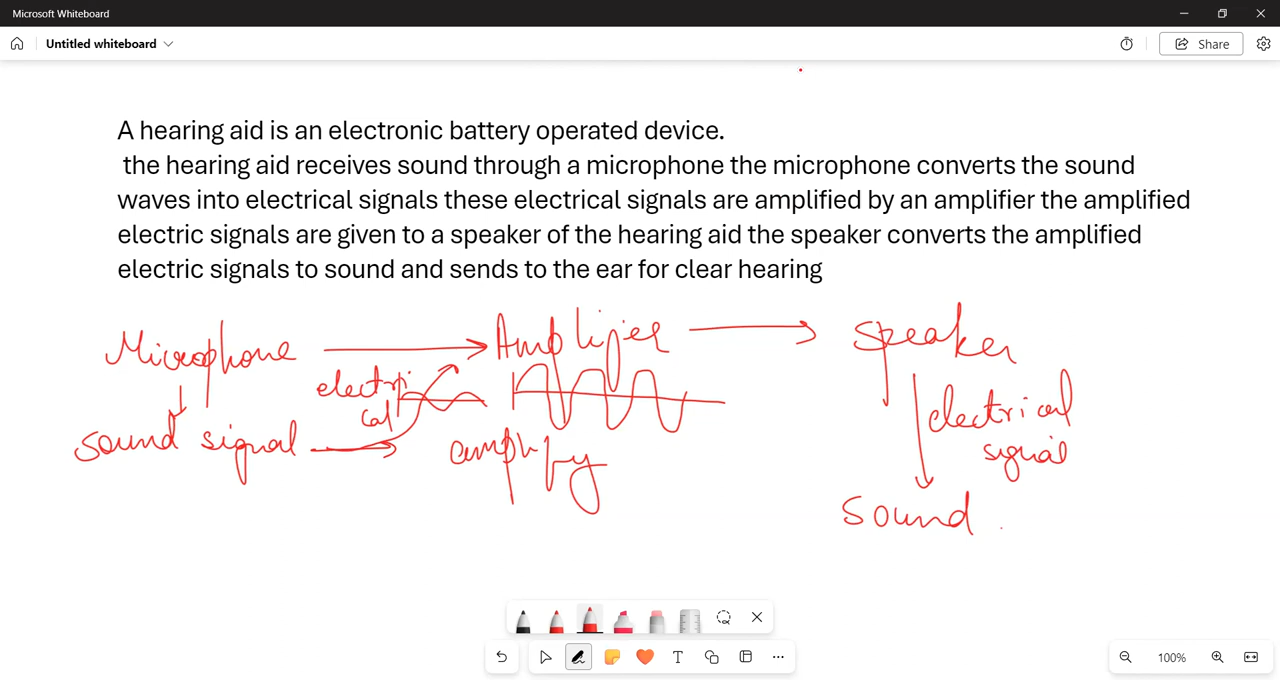 Microsoft Whiteboard
Untitled whiteboard
Share
A hearing aid is an electronic battery operated device.
the hearing aid receives sound through a microphone the microphone converts the sound
waves into electrical signals these electrical signals are amplified by an amplifier the amplified
electric signals are given to a speaker of the hearing aid the speaker converts the amplified
electric signals to sound and sends to the ear for clear hearing
Microphone
Amplifier
speaker
electri
cal
sound signal
amplify
electrical
signal
Sound
100%